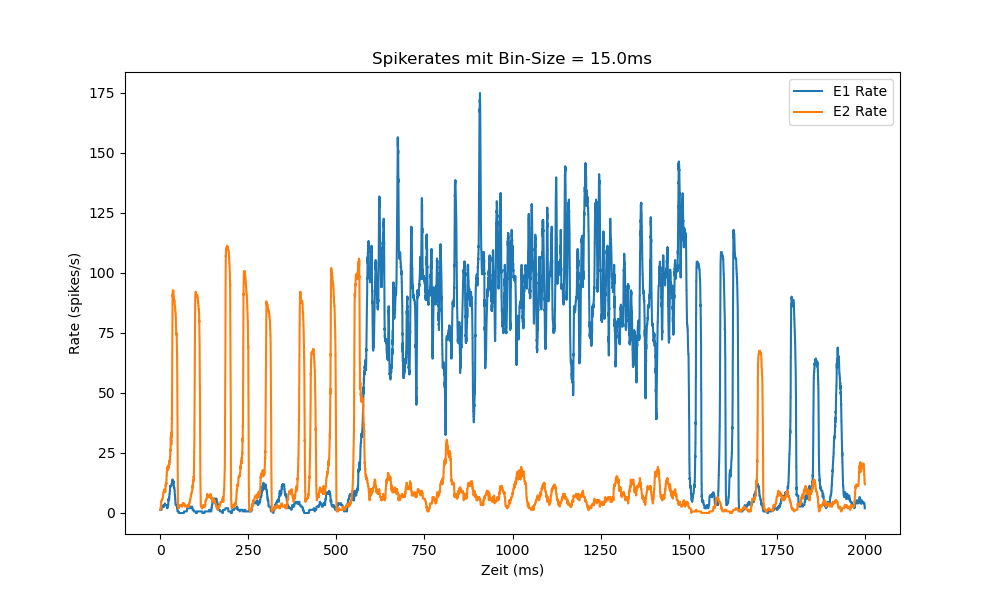 Spikerates mit Bin-Size = 15.0ms
E1 Rate
E2 Rate
Rate (spikes/s)
175
150
125
100
75
50
25
0
0 250 500 750 1000 1250 1500 1750 2000
Zeit (ms)